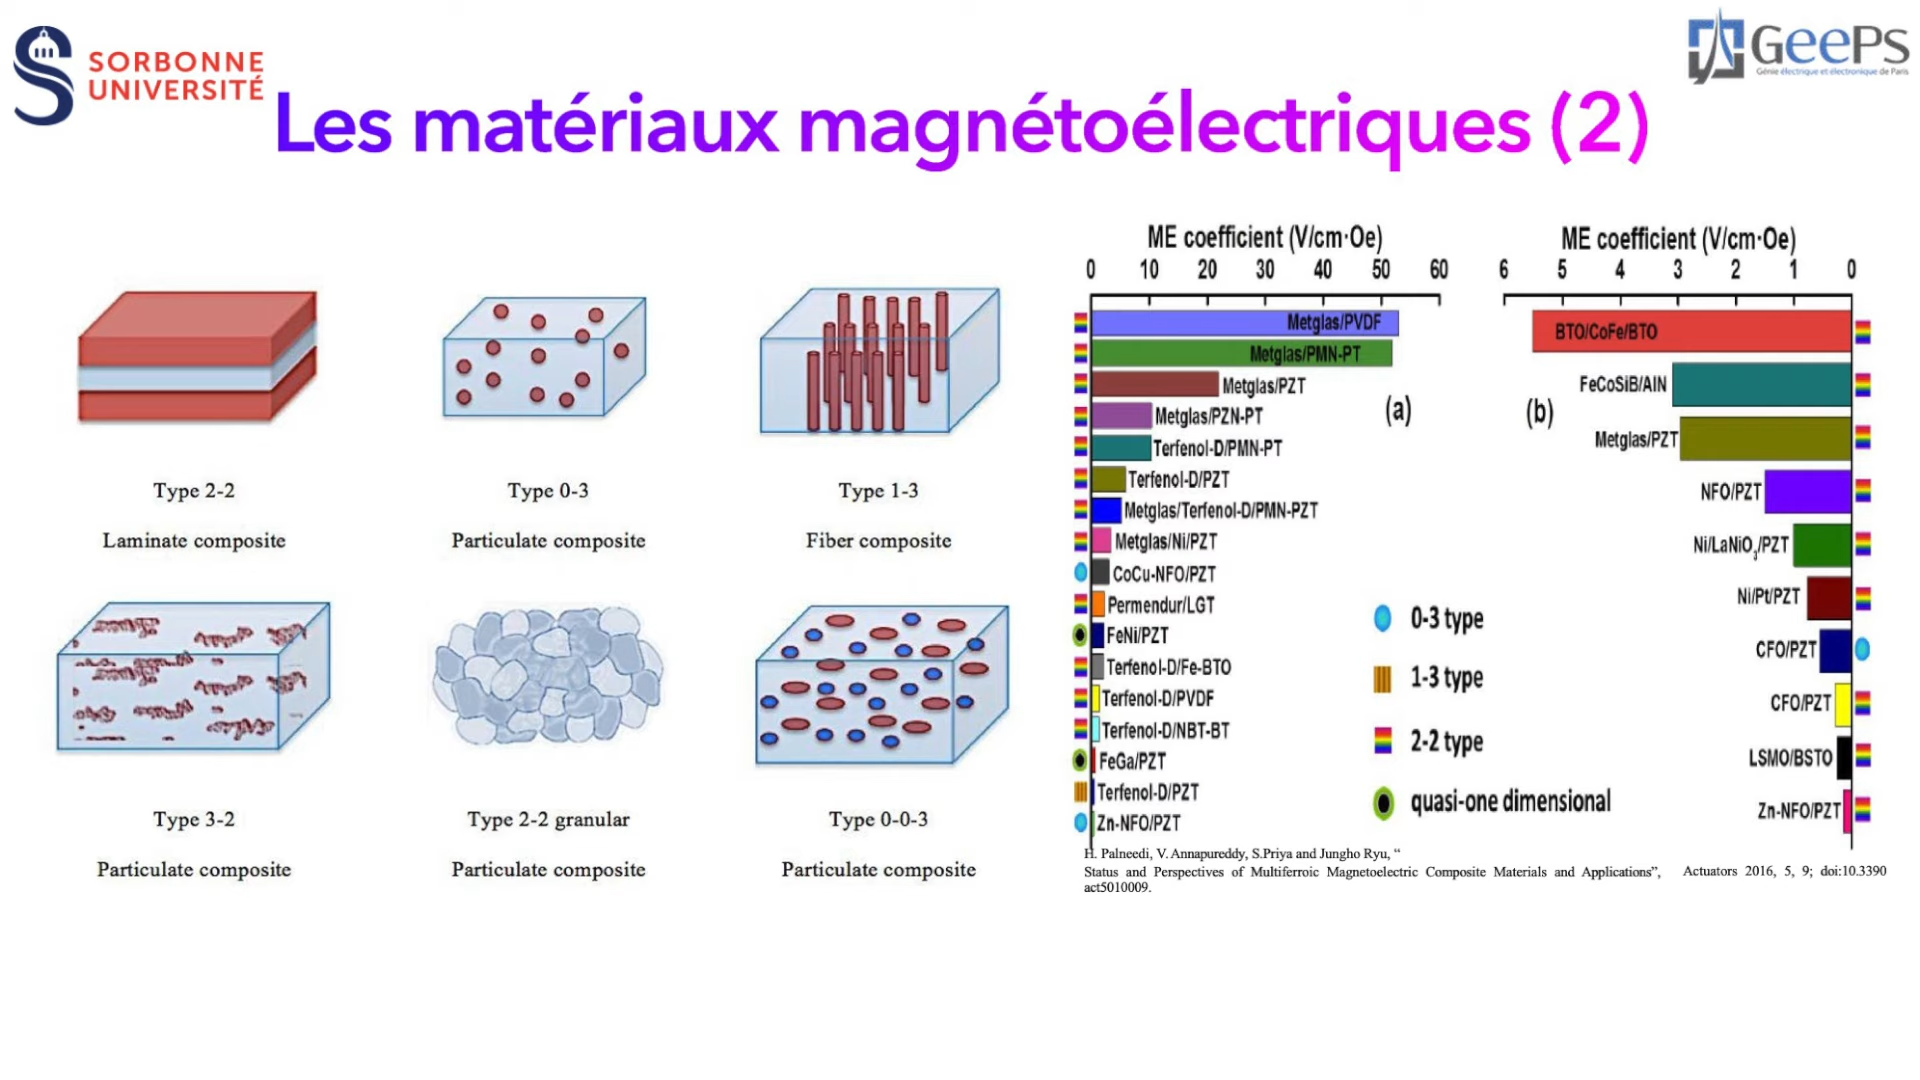 SORBONNE
UNIVERSITÉ
GeePs
Génie électrique et électronique de Paris
Les matériaux magnétoélectriques (2)
Type 2-2
Laminate composite
Type 0-3
Particulate composite
Type 1-3
Fiber composite
Type 3-2
Particulate composite
Type 2-2 granular
Particulate composite
Type 0-0-3
Particulate composite
ME coefficient (V/cm·Oe)
0 10 20 30 40 50 60
Metglas/PVDF
Metglas/PMN-PT
Metglas/PZT
Metglas/PZN-PT
Terfenol-D/PMN-PT
Terfenol-D/PZT
Metglas/Terfenol-D/PMN-PZT
Metglas/Ni/PZT
CoCu-NFO/PZT
Permendur/LGT
FeNi/PZT
Terfenol-D/Fe-BTO
Terfenol-D/PVDF
Terfenol-D/NBT-BT
FeGa/PZT
Terfenol-D/PZT
Zn-NFO/PZT
(a)
0-3 type
1-3 type
2-2 type
quasi-one dimensional
ME coefficient (V/cm·Oe)
6 5 4 3 2 1 0
(b)
BTO/CoFe/BTO
FeCoSiB/AlN
Metglas/PZT
NFO/PZT
Ni/LaNiO₃/PZT
Ni/Pt/PZT
CFO/PZT
CFO/PZT
LSMO/BSTO
Zn-NFO/PZT
H. Palneedi, V. Annapureddy, S.Priya and Jungho Ryu, “
Status and Perspectives of Multiferroic Magnetoelectric Composite Materials and Applications”, Actuators 2016, 5, 9; doi:10.3390
act5010009.